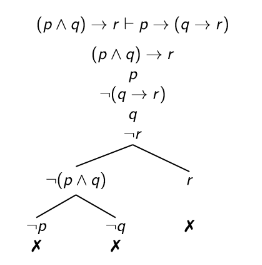 (p ∧ q) → r ⊢ p → (q → r)
(p ∧ q) → r
p
¬(q → r)
q
¬r
¬(p ∧ q) r
¬p ¬q ✗
✗ ✗